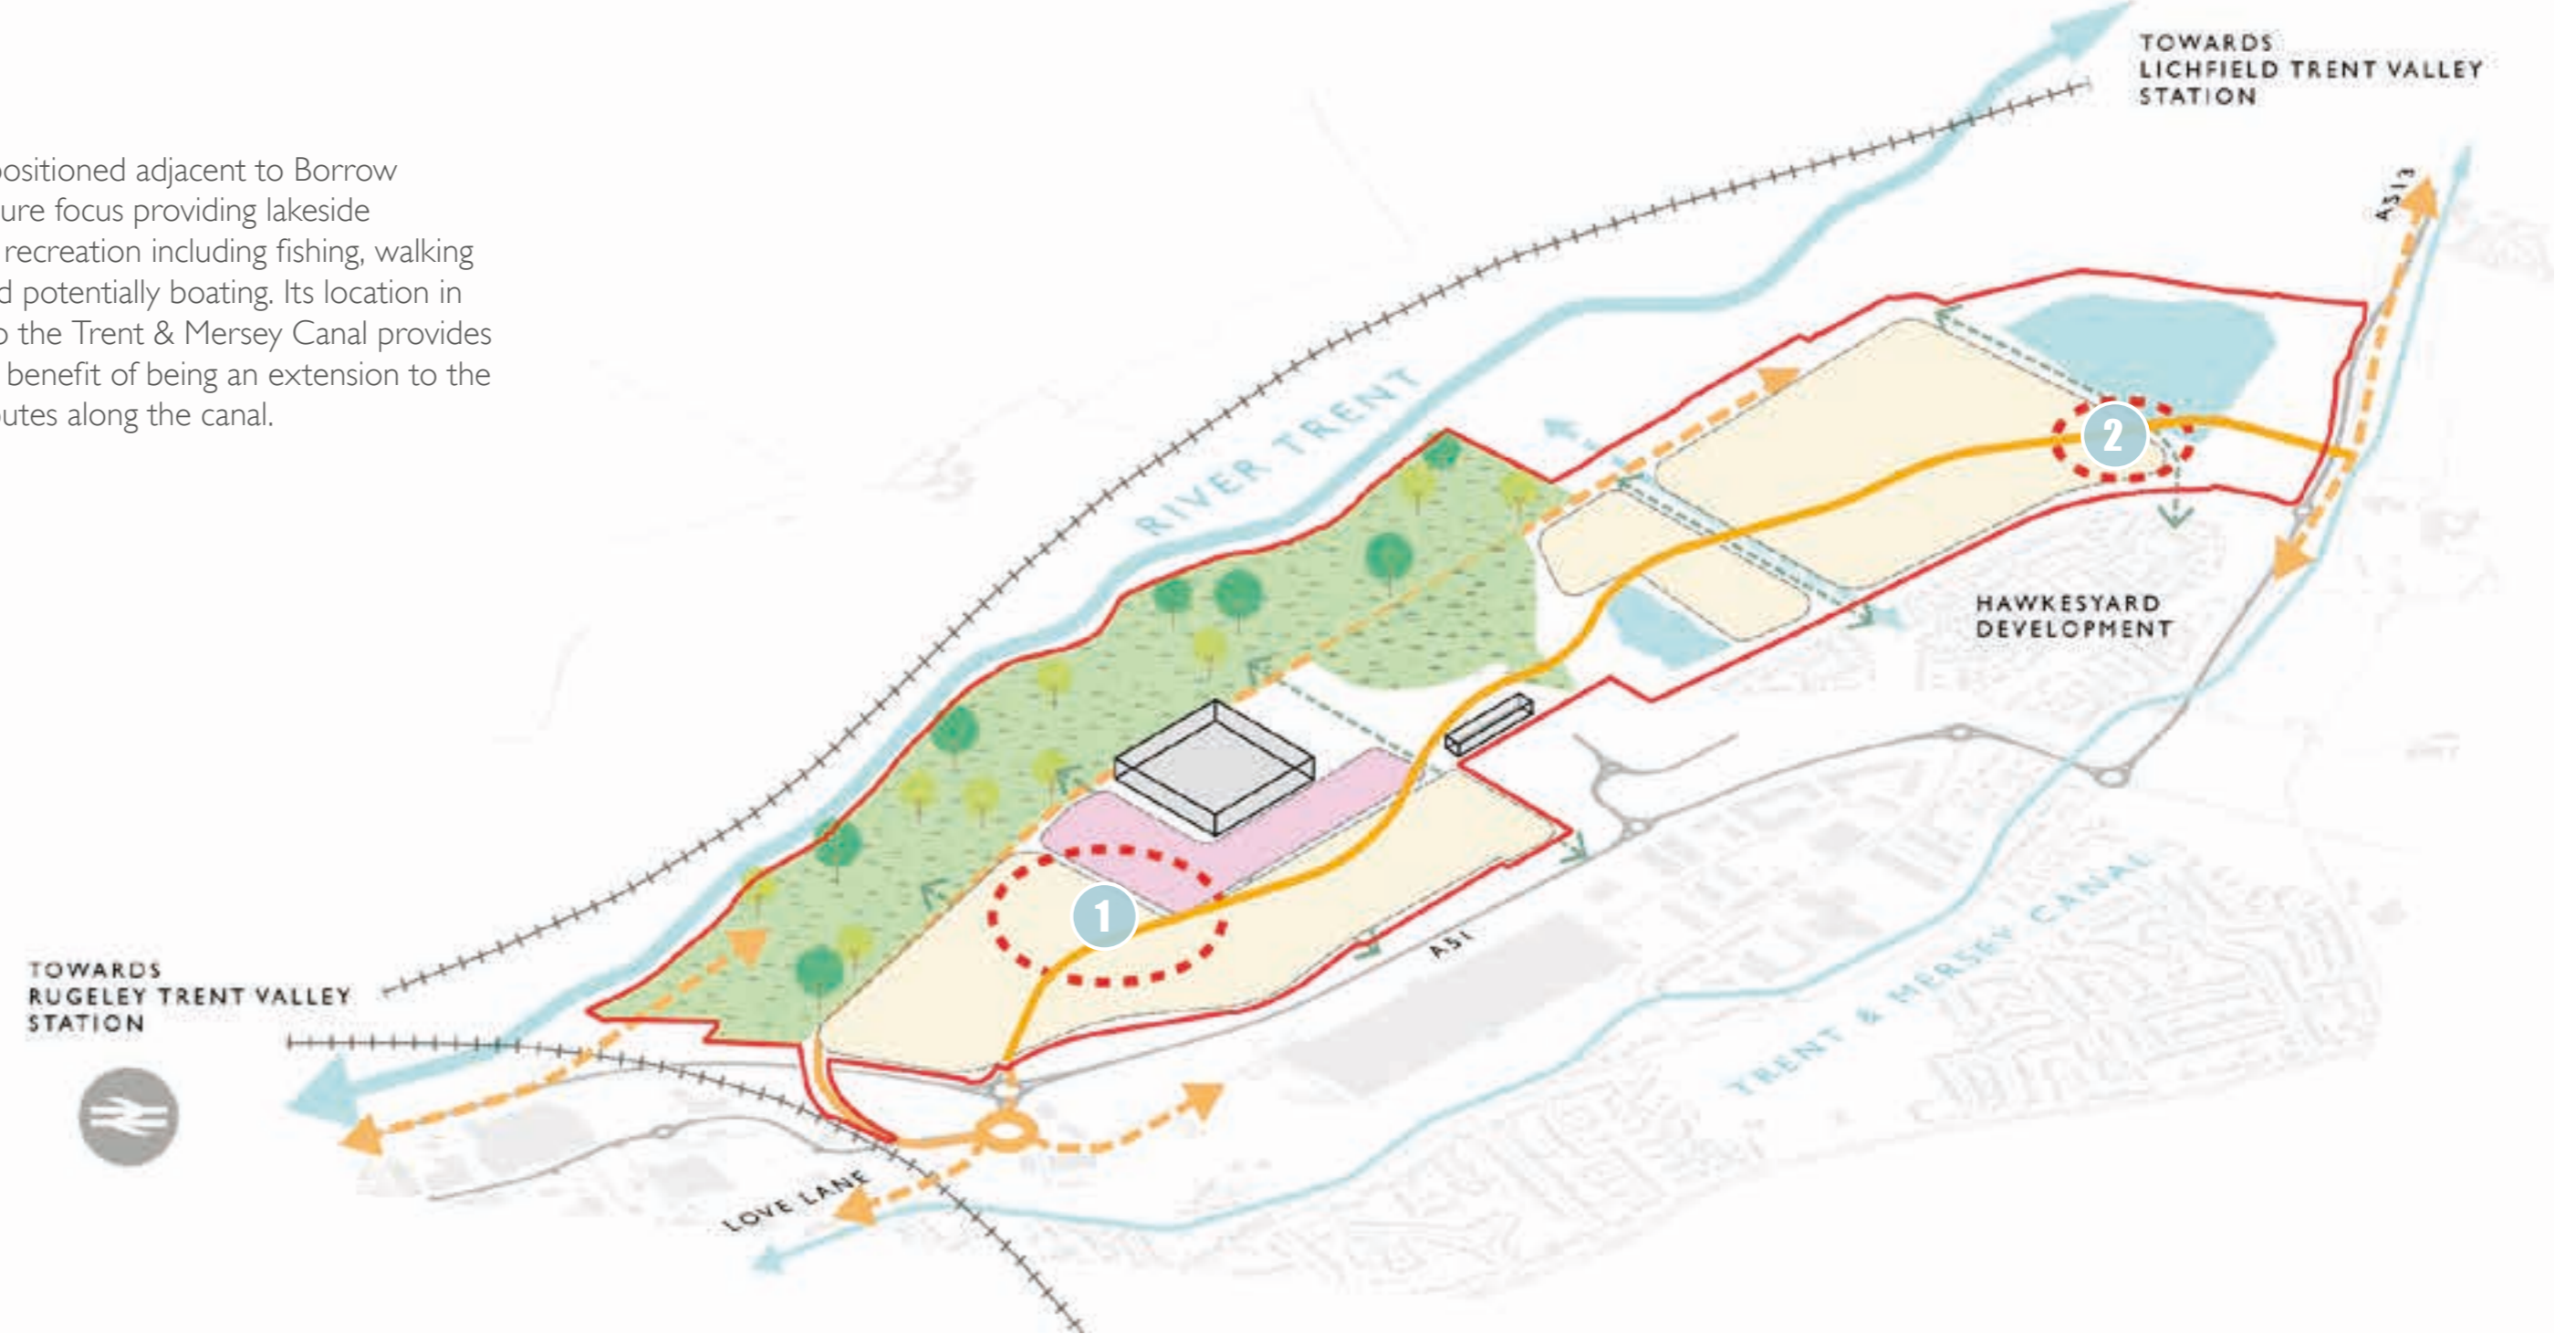 TOWARDS
LICHFIELD TRENT VALLEY
STATION
ositioned adjacent to Borrow
ure focus providing lakeside
recreation including fishing, walking
d potentially boating. Its location in
o the Trent & Mersey Canal provides
benefit of being an extension to the
outes along the canal.
A513
RIVER TRENT
2
HAWKESYARD
DEVELOPMENT
1
A51
TRENT & MERSEY CANAL
TOWARDS
RUGELEY TRENT VALLEY
STATION
LOVE LANE